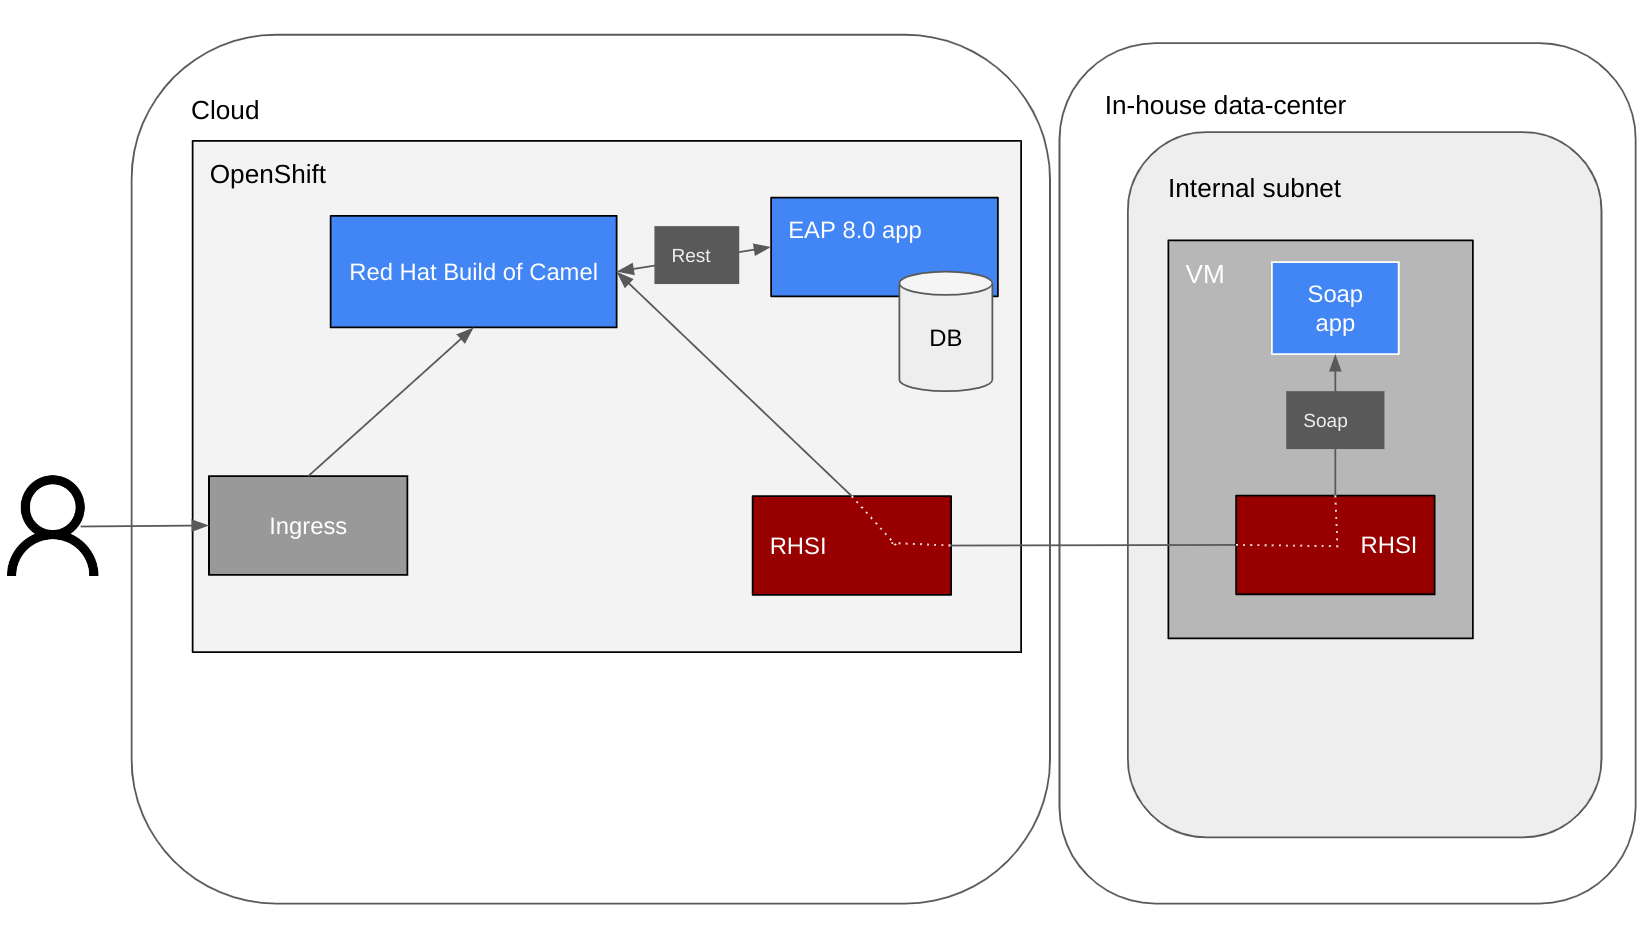 Cloud
OpenShift
Red Hat Build of Camel
Rest
EAP 8.0 app
DB
Ingress
RHSI
In-house data-center
Internal subnet
VM
Soap
app
Soap
RHSI